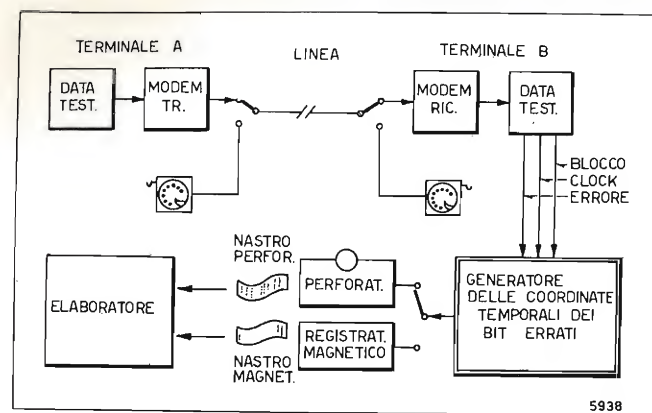 TERMINALE A
LINEA
TERMINALE B
DATA
TEST.
MODEM
TR.
MODEM
RIC.
DATA
TEST.
BLOCCO
CLOCK
ERRORE
NASTRO
PERFOR.
ELABORATORE
PERFORAT.
REGISTRAT.
MAGNETICO
NASTRO
MAGNET.
GENERATORE
DELLE COORDINATE
TEMPORALI DEI
BIT ERRATI
5938